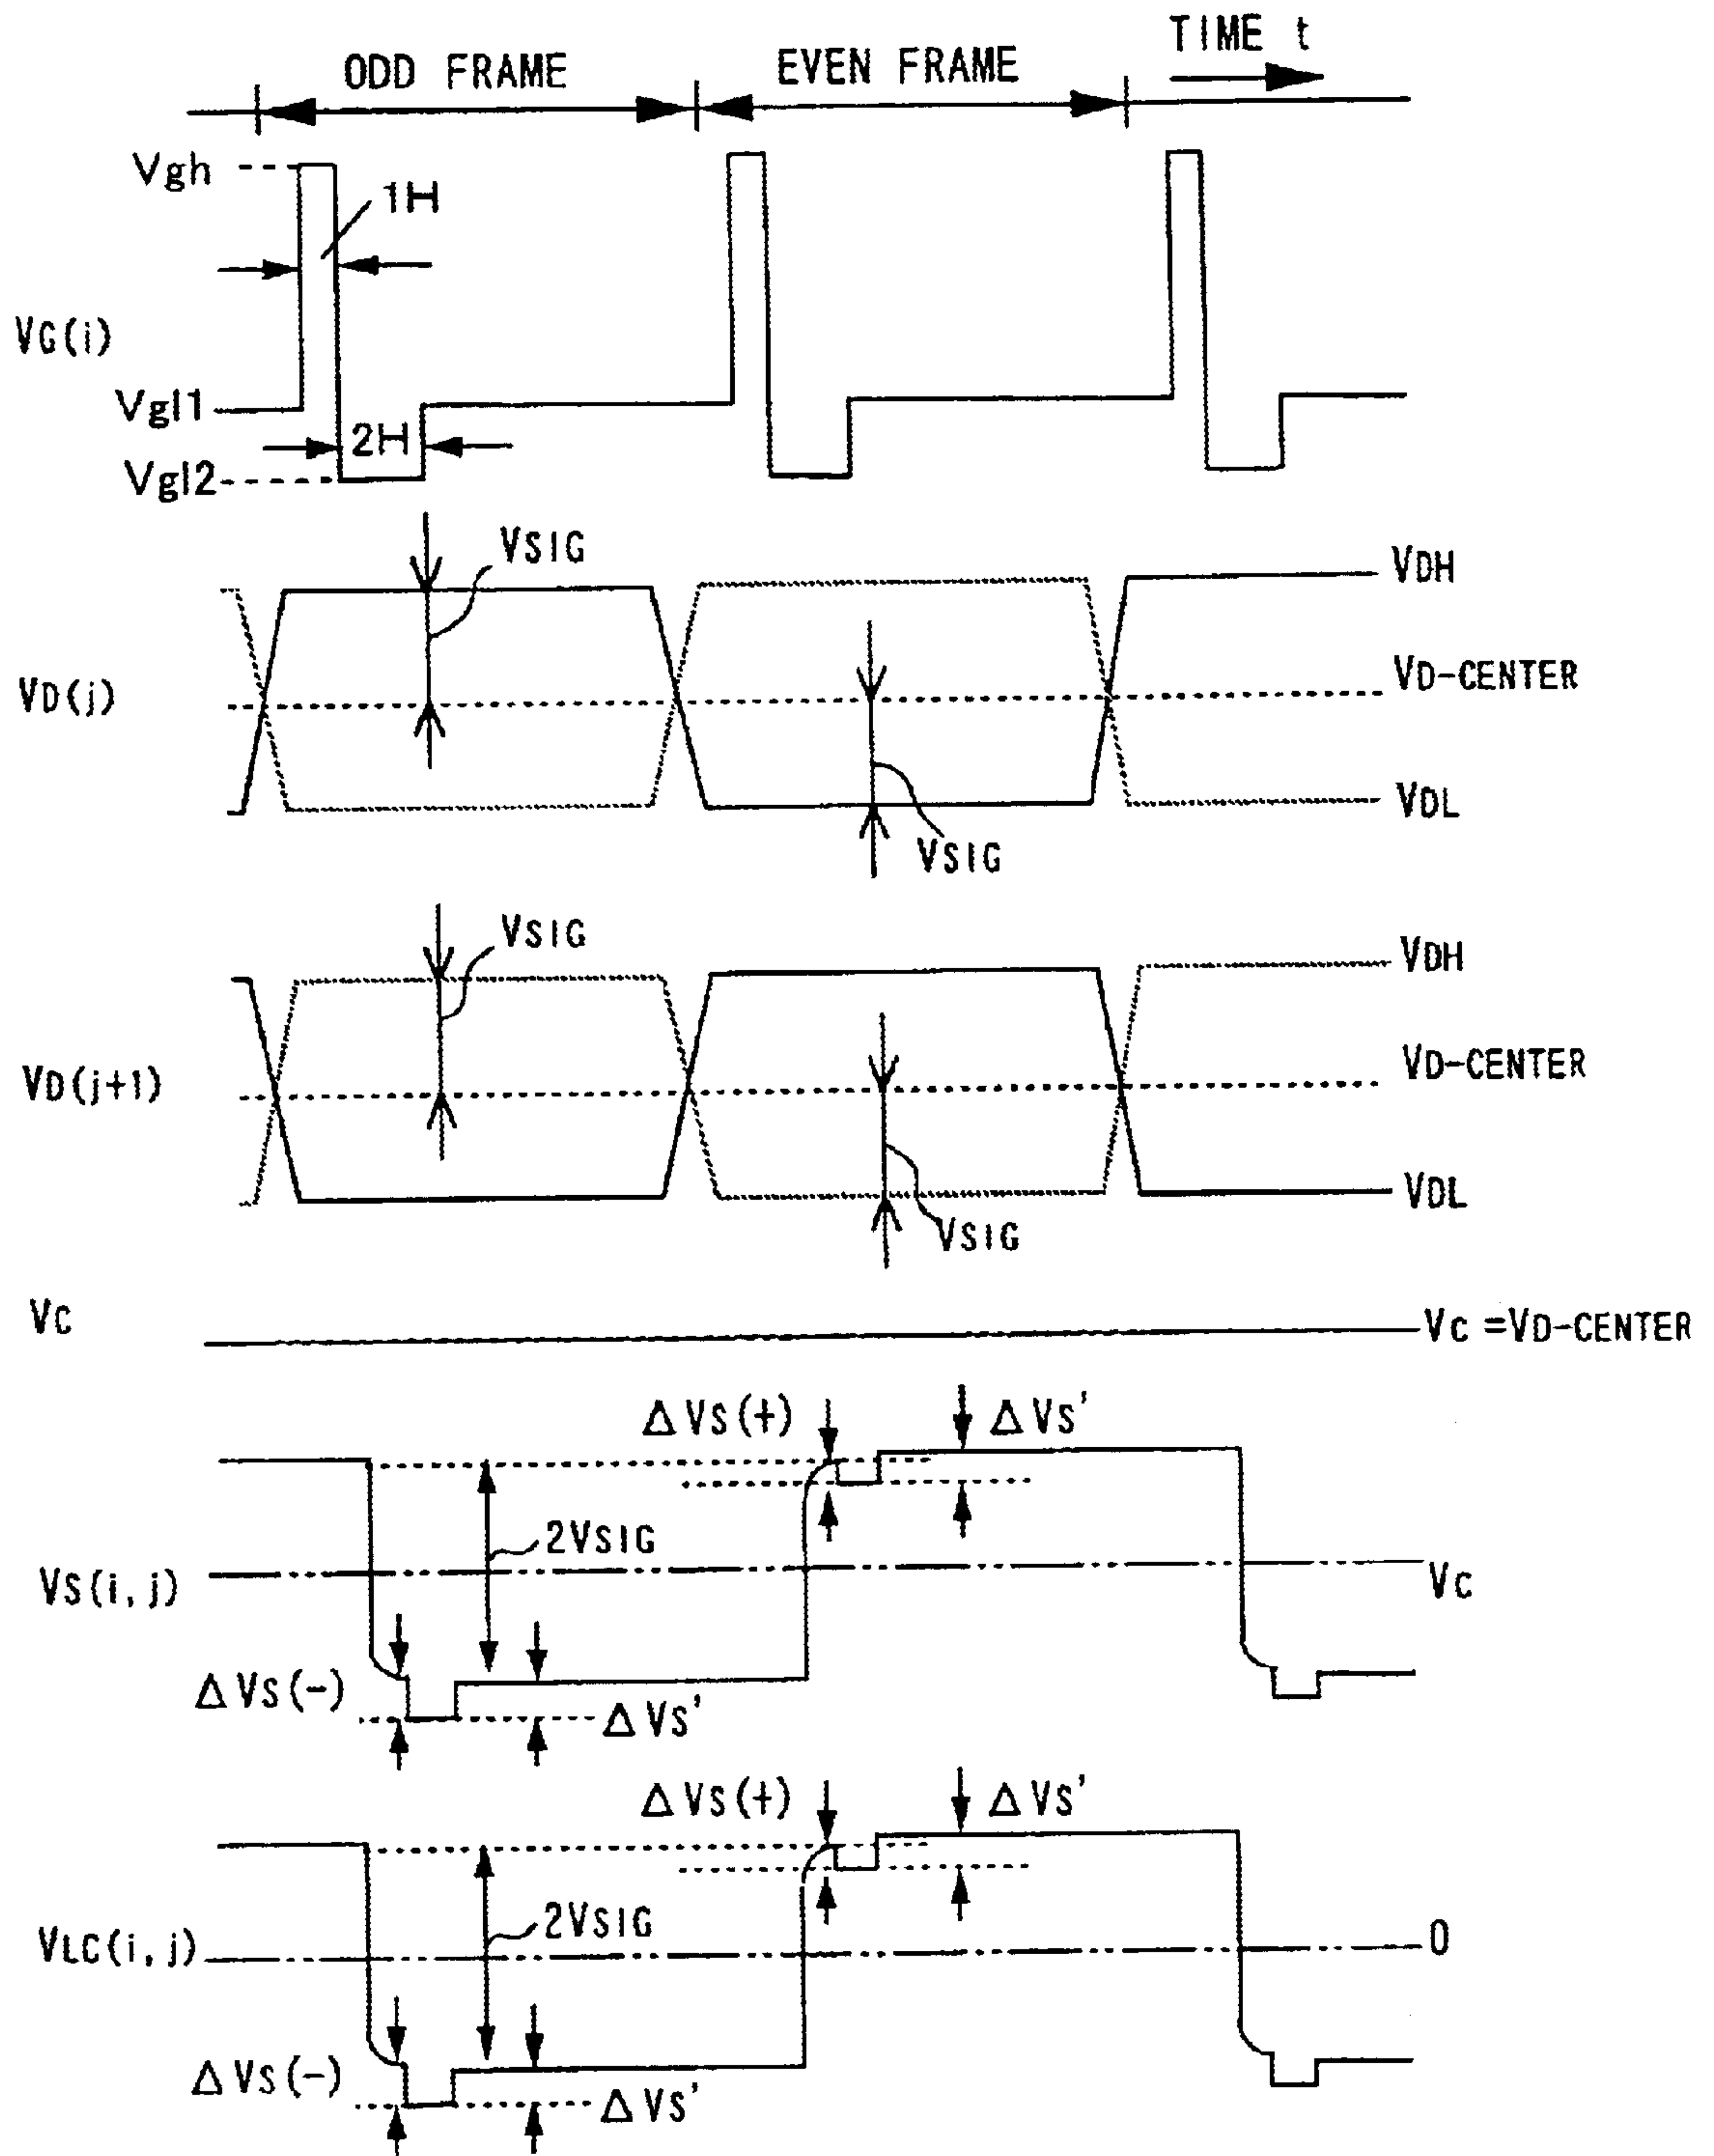 TIME t
ODD FRAME
EVEN FRAME
Vgh
1H
VG(i)
Vgl1
2H
Vgl2
VSIG
VDH
VD(j)
VD-CENTER
VDL
VSIG
VSIG
VDH
VD(j+1)
VD-CENTER
VDL
VSIG
VC
VC =VD-CENTER
ΔVS(+)
ΔVS'
2VSIG
VS(i, j)
VC
ΔVS(-)
ΔVS'
ΔVS(+)
ΔVS'
2VSIG
VLC(i, j)
0
ΔVS(-)
ΔVS'